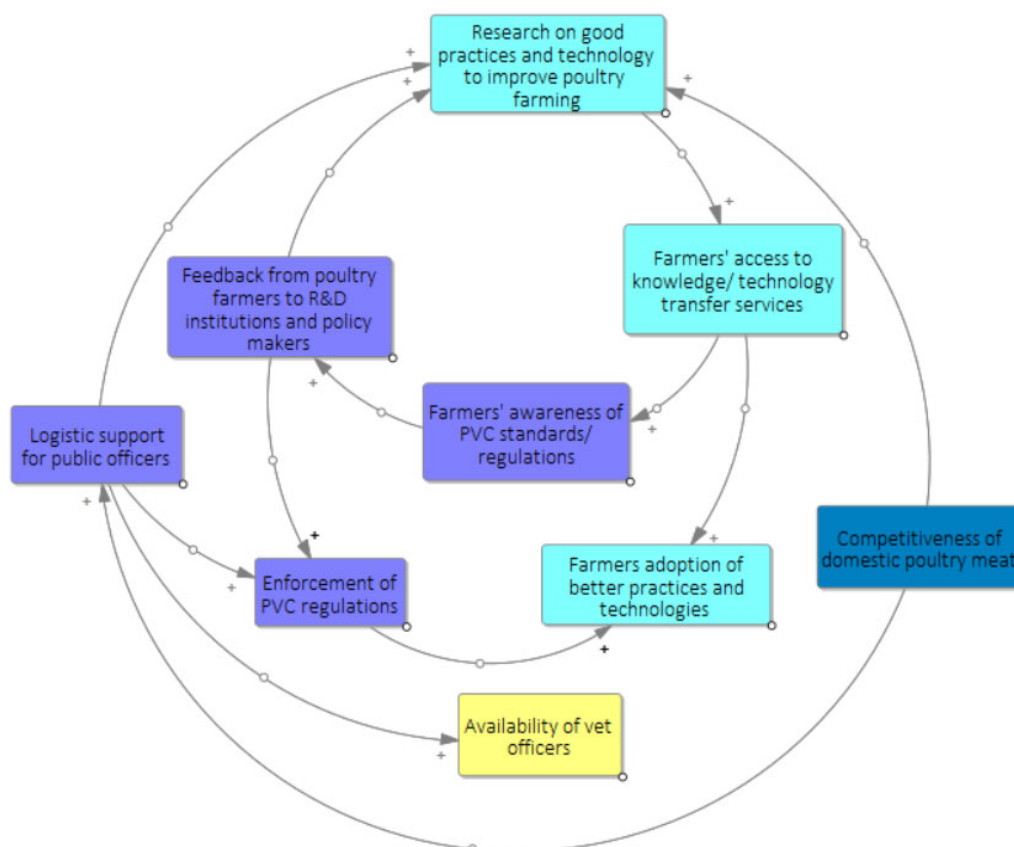 Research on good
practices and technology
to improve poultry
farming
+
+
+
+
Farmers' access to
knowledge/ technology
transfer services
Feedback from poultry
farmers to R&D
institutions and policy
makers
+
Farmers' awareness of
PVC standards/
regulations
+
Logistic support
for public officers
+
Competitiveness of
domestic poultry meat
+
+
Enforcement of
PVC regulations
+
Farmers adoption of
better practices and
technologies
+
Availability of vet
officers
+